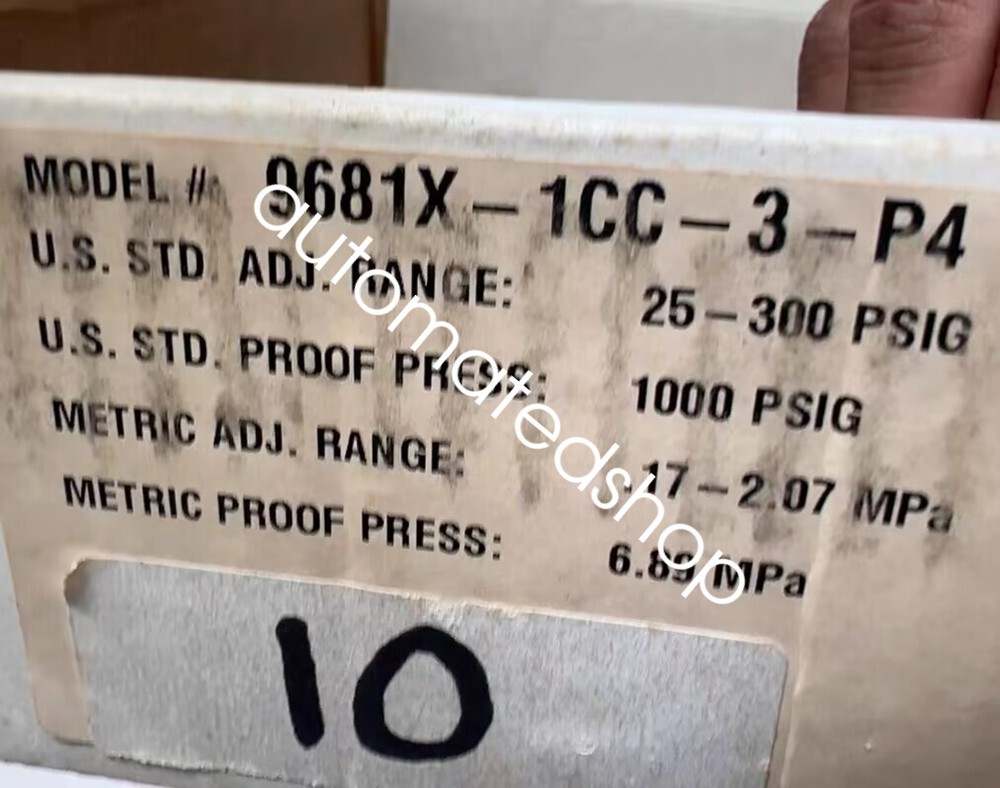 MODEL #: 9681X-1CC-3-P4
U.S. STD. ADJ. RANGE: 25-300 PSIG
U.S. STD. PROOF PRESS: 1000 PSIG
METRIC ADJ. RANGE: .17-2.07 MPa
METRIC PROOF PRESS: 6.89 MPa
10
automatedshop